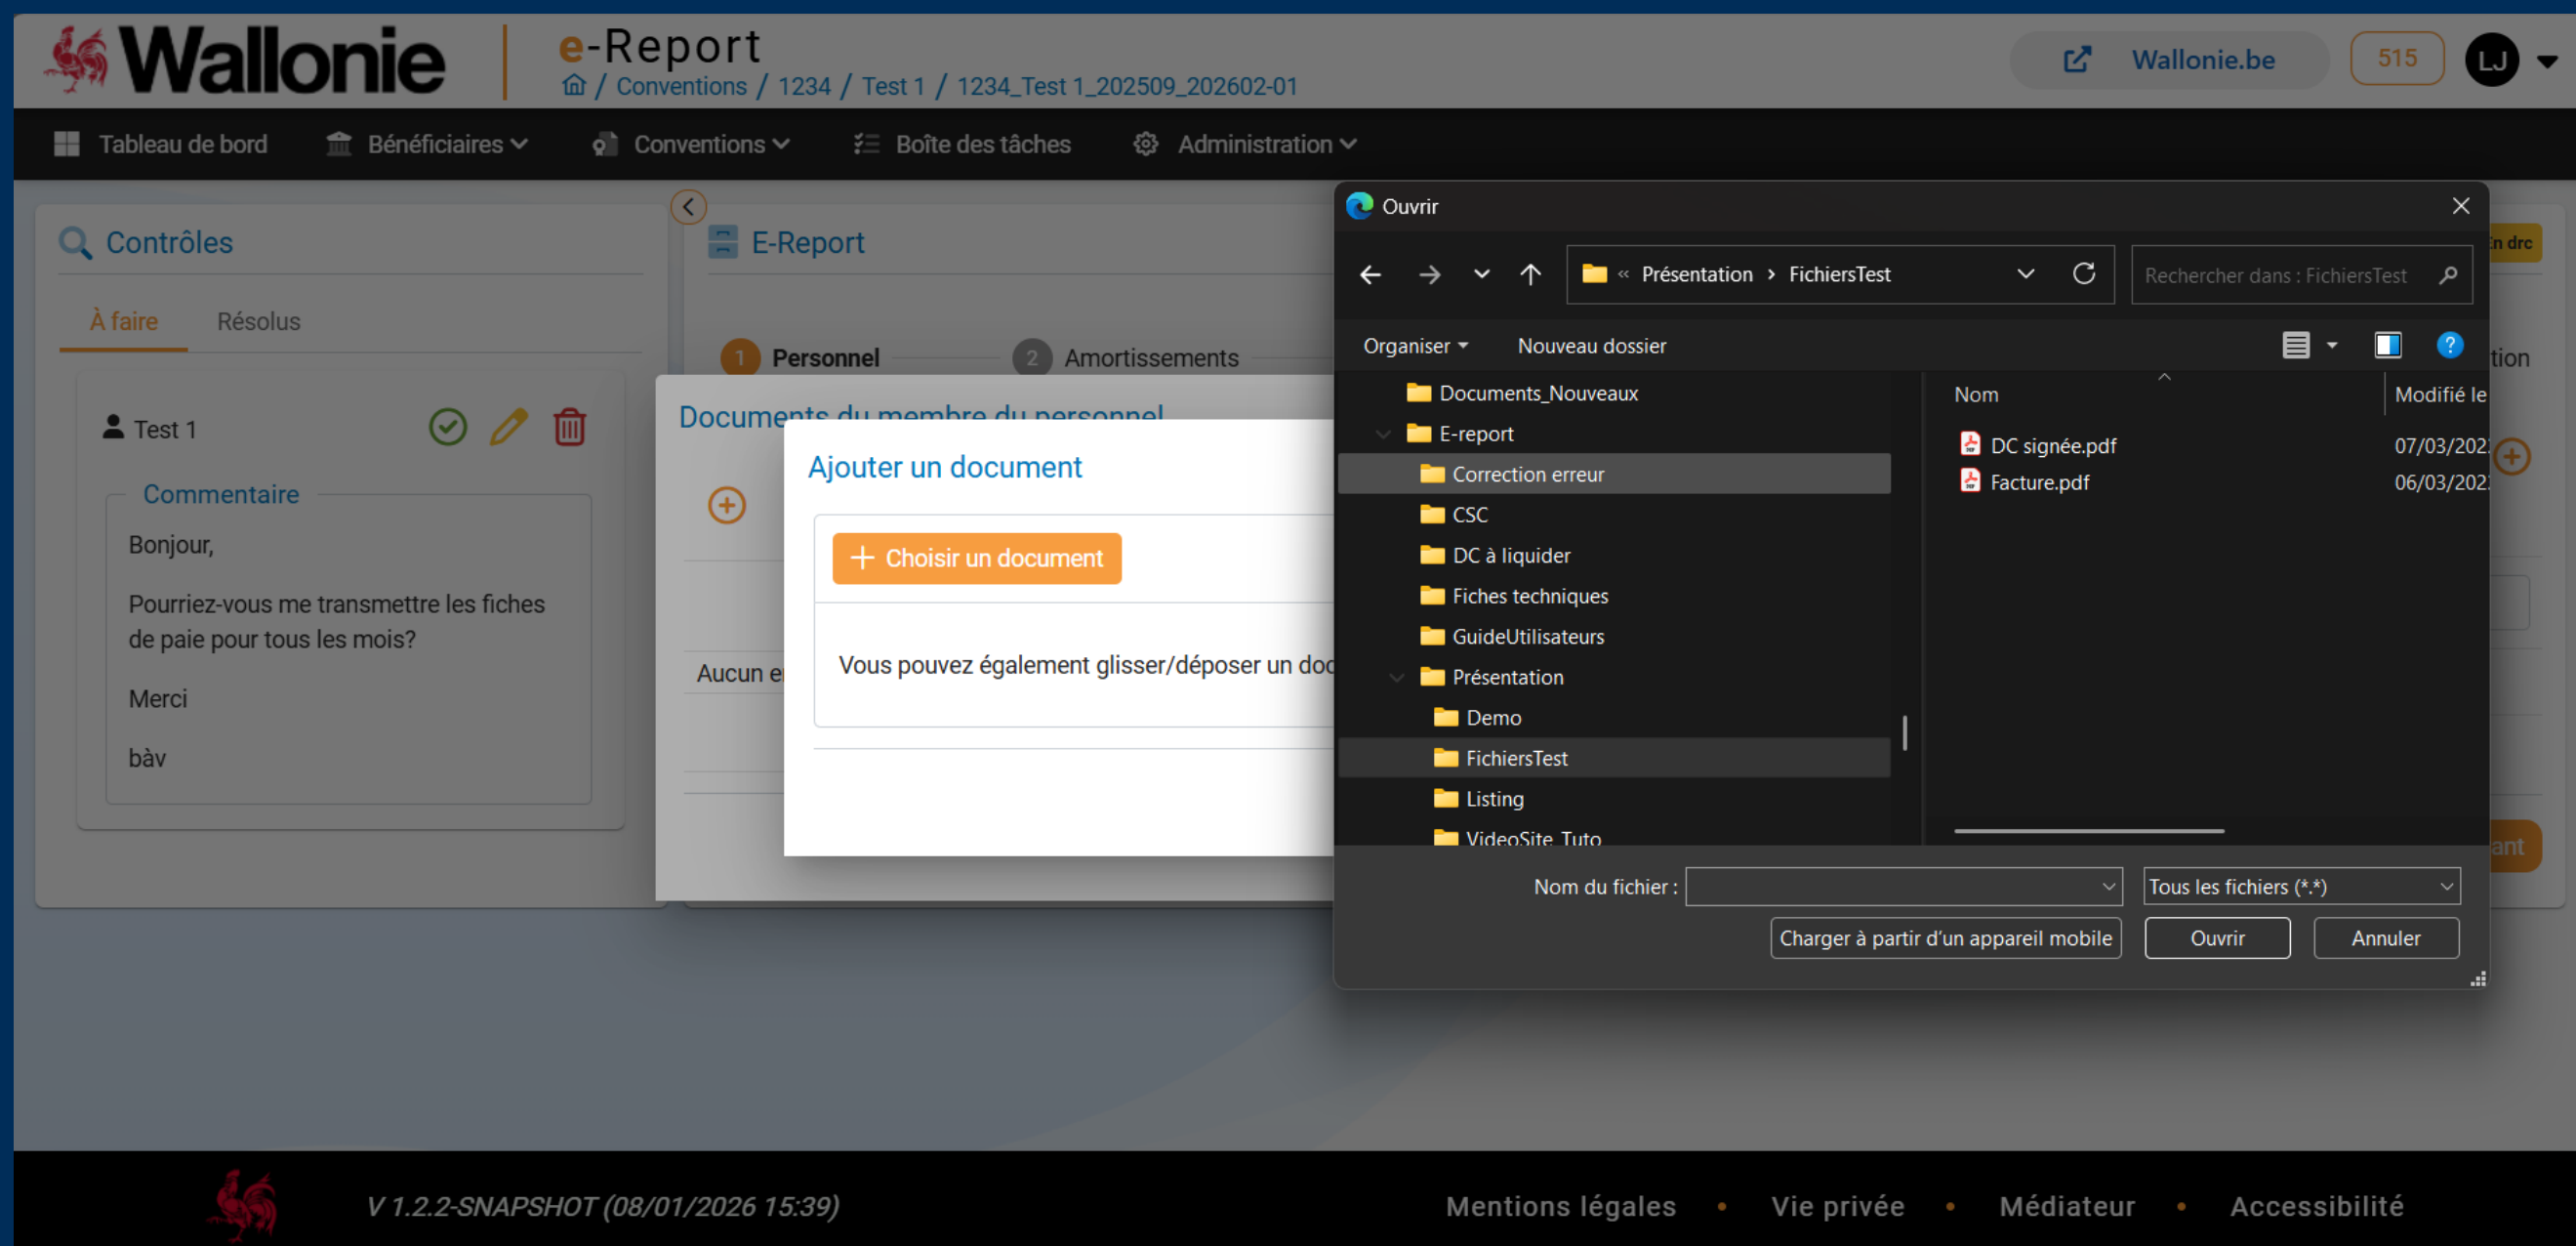 Wallonie
e-Report
/ Conventions / 1234 / Test 1 / 1234_Test 1_202509_202602-01
Wallonie.be
515
LJ
Tableau de bord
Bénéficiaires
Conventions
Boîte des tâches
Administration
Contrôles
À faire
Résolus
Test 1
Commentaire
Bonjour,
Pourriez-vous me transmettre les fiches
de paie pour tous les mois?
Merci
bàv
E-Report
1 Personnel
2 Amortissements
n drc
tion
ant
Documents du membre du personnel
Aucun e
Ajouter un document
+ Choisir un document
Vous pouvez également glisser/déposer un doc
Ouvrir
« Présentation > FichiersTest
Rechercher dans : FichiersTest
Organiser
Nouveau dossier
?
Documents_Nouveaux
E-report
Correction erreur
CSC
DC à liquider
Fiches techniques
GuideUtilisateurs
Présentation
Demo
FichiersTest
Listing
VideoSite_Tuto
Nom
Modifié le
DC signée.pdf
07/03/202
Facture.pdf
06/03/202
Nom du fichier :
Tous les fichiers (*.*)
Charger à partir d'un appareil mobile
Ouvrir
Annuler
V 1.2.2-SNAPSHOT (08/01/2026 15:39)
Mentions légales • Vie privée • Médiateur • Accessibilité